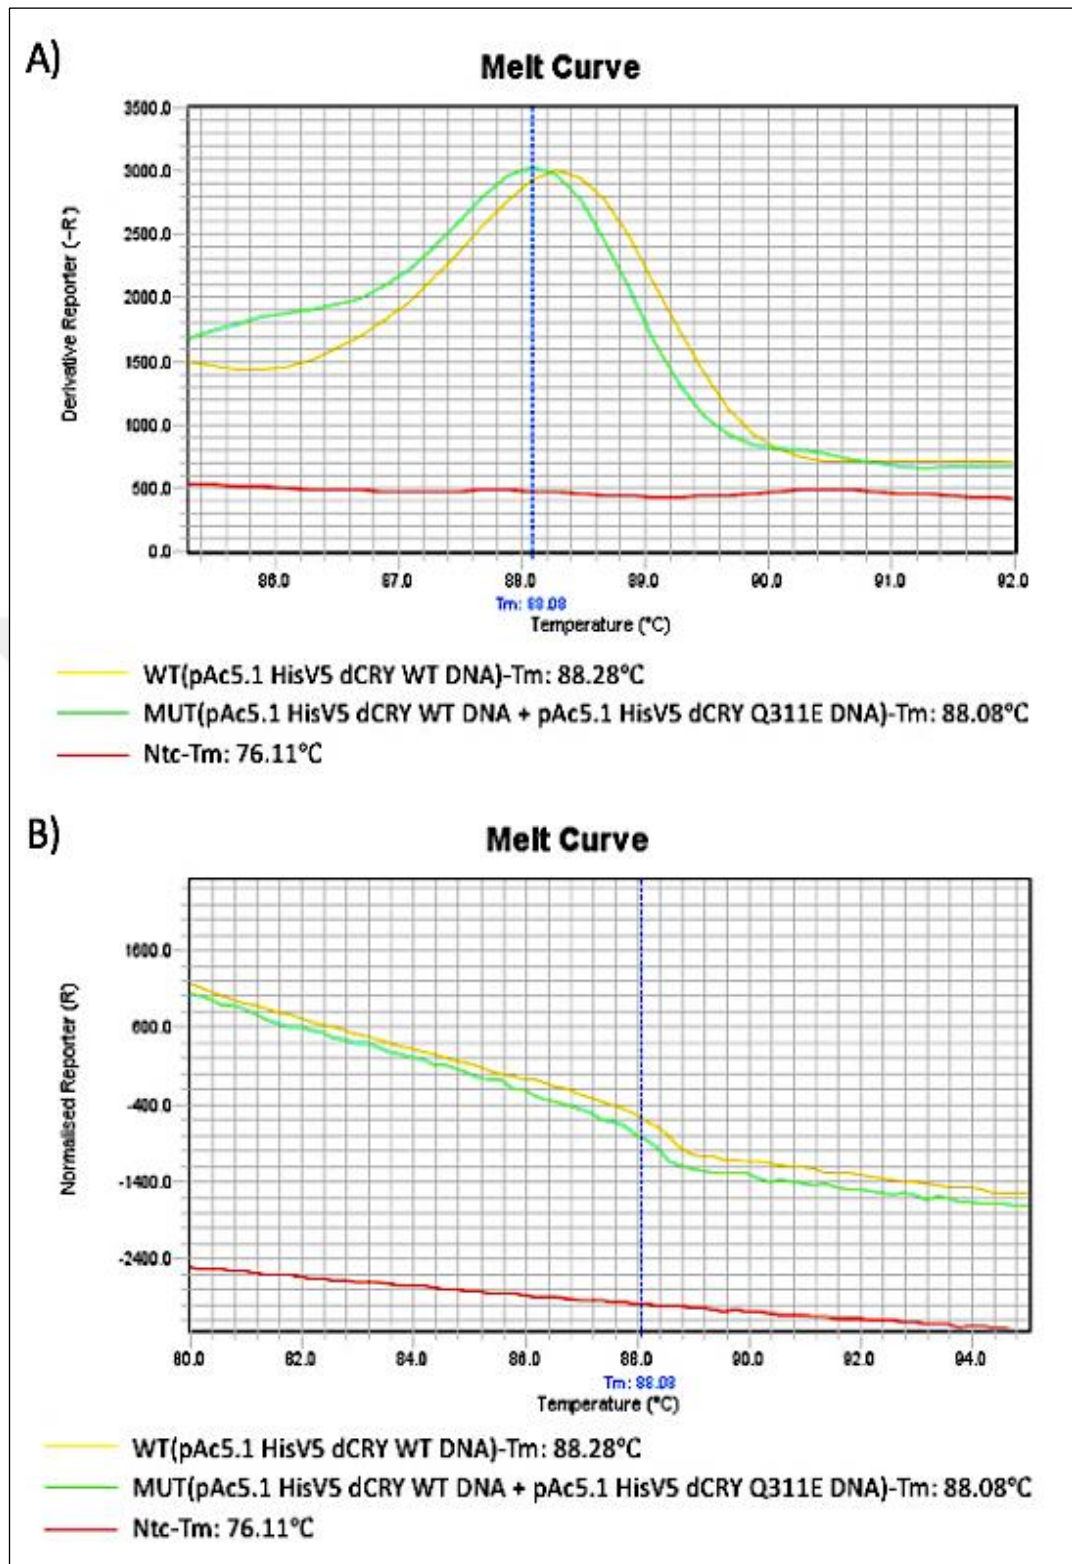 A)
Melt Curve
3500.0
3000.0
2500.0
2000.0
1500.0
1000.0
500.0
0.0
Derivative Reporter (-R)
86.0 87.0 88.0 89.0 90.0 91.0 92.0
Tm: 88.08
Temperature (°C)
WT(pAc5.1 HisV5 dCRY WT DNA)-Tm: 88.28°C
MUT(pAc5.1 HisV5 dCRY WT DNA + pAc5.1 HisV5 dCRY Q311E DNA)-Tm: 88.08°C
Ntc-Tm: 76.11°C
B)
Melt Curve
1600.0
600.0
-400.0
-1400.0
-2400.0
Normalised Reporter (R)
80.0 82.0 84.0 86.0 88.0 90.0 92.0 94.0
Tm: 88.08
Temperature (°C)
WT(pAc5.1 HisV5 dCRY WT DNA)-Tm: 88.28°C
MUT(pAc5.1 HisV5 dCRY WT DNA + pAc5.1 HisV5 dCRY Q311E DNA)-Tm: 88.08°C
Ntc-Tm: 76.11°C